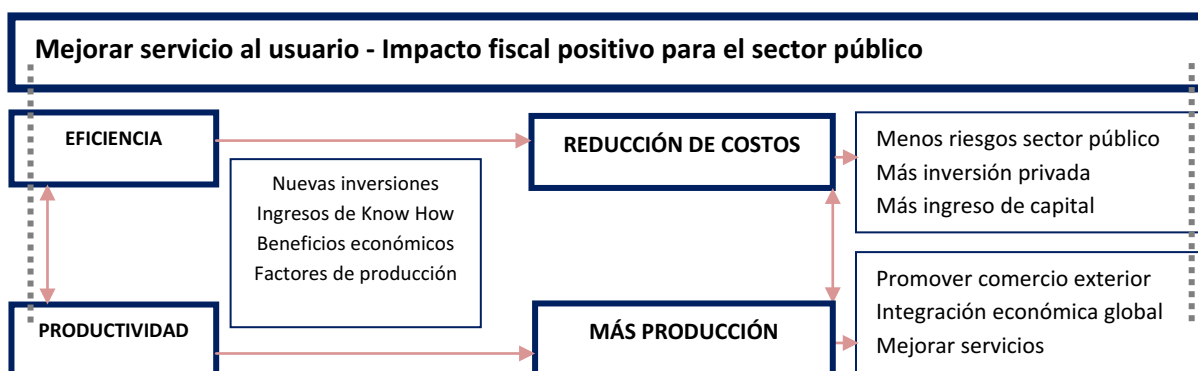 Mejorar servicio al usuario - Impacto fiscal positivo para el sector público
EFICIENCIA
REDUCCIÓN DE COSTOS
Menos riesgos sector público
Más inversión privada
Más ingreso de capital
Nuevas inversiones
Ingresos de Know How
Beneficios económicos
Factores de producción
PRODUCTIVIDAD
MÁS PRODUCCIÓN
Promover comercio exterior
Integración económica global
Mejorar servicios